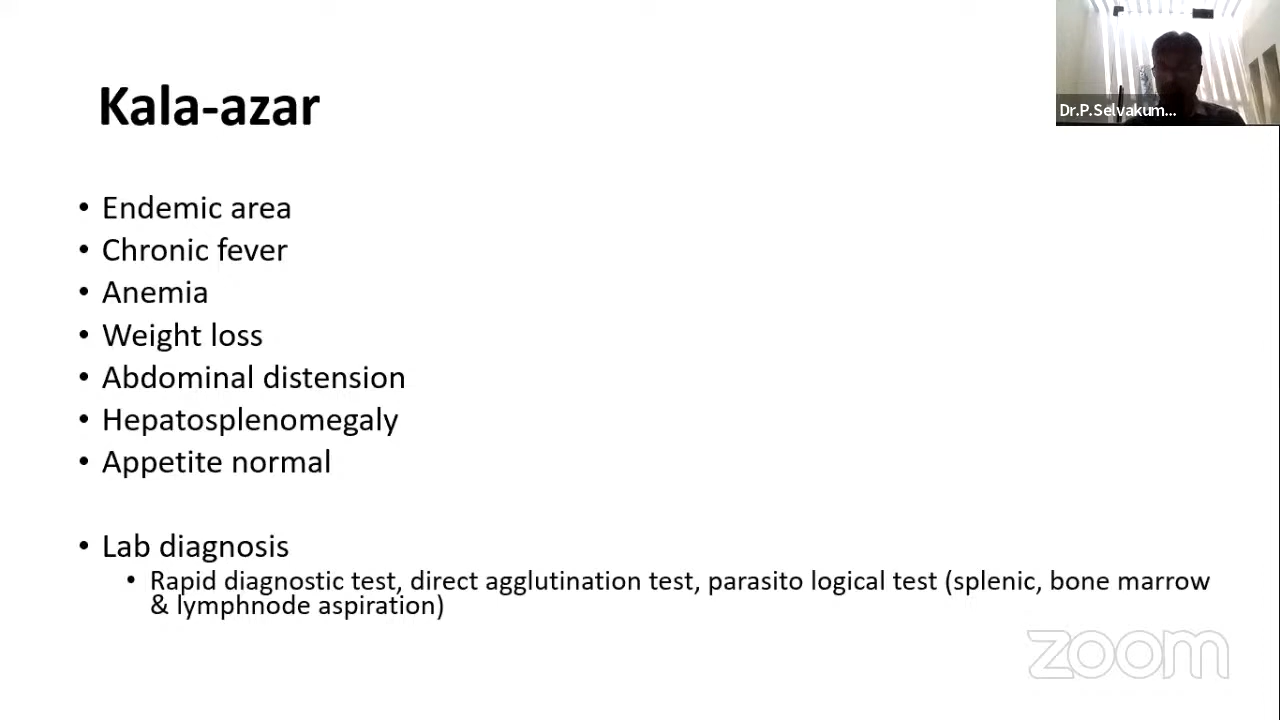 Kala-azar
Dr.P.Selvakum...
• Endemic area
• Chronic fever
• Anemia
• Weight loss
• Abdominal distension
• Hepatosplenomegaly
• Appetite normal
• Lab diagnosis
• Rapid diagnostic test, direct agglutination test, parasito logical test (splenic, bone marrow
& lymphnode aspiration)
zoom